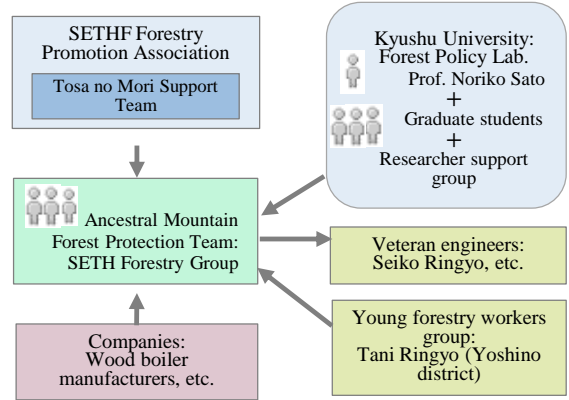 SETHF Forestry
Promotion Association
Tosa no Mori Support
Team
Kyushu University:
Forest Policy Lab.
Prof. Noriko Sato
+
Graduate students
+
Researcher support
group
Ancestral Mountain
Forest Protection Team:
SETH Forestry Group
Veteran engineers:
Seiko Ringyo, etc.
Companies:
Wood boiler
manufacturers, etc.
Young forestry workers
group:
Tani Ringyo (Yoshino
district)